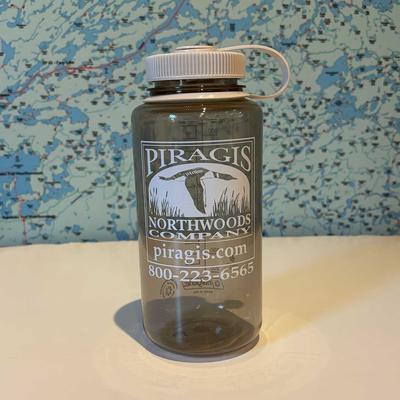 PIRAGIS
NORTHWOODS
COMPANY
piragis.com
800-223-6565